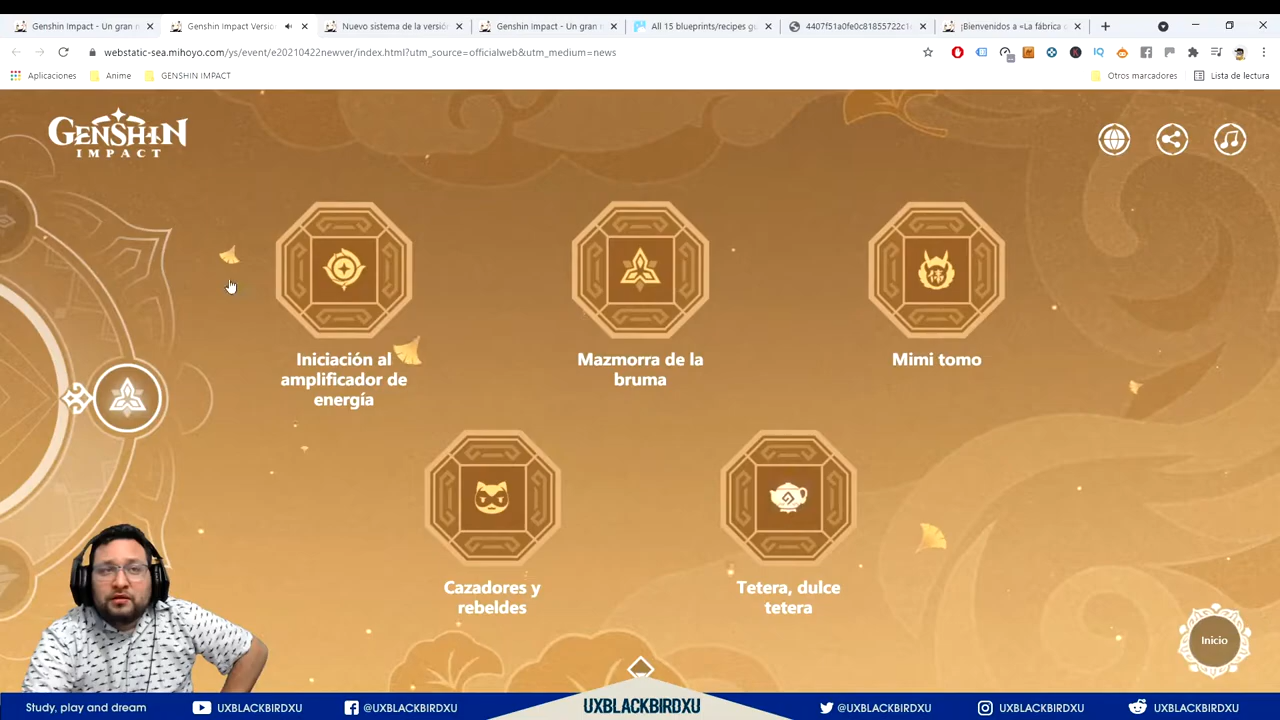 Genshin Impact - Un gran n
Genshin Impact Versio
Nuevo sistema de la versió
Genshin Impact - Un gran n
All 15 blueprints/recipes gu
4407f51a0fe0c81855722c1e
¡Bienvenidos a «La fábrica d
webstatic-sea.mihoyo.com/ys/event/e20210422newver/index.html?utm_source=officialweb&utm_medium=news
Aplicaciones
Anime
GENSHIN IMPACT
Otros marcadores
Lista de lectura
GENSHIN
IMPACT
Iniciación al
amplificador de
energía
Mazmorra de la
bruma
Mimi tomo
Cazadores y
rebeldes
Tetera, dulce
tetera
Inicio
Study, play and dream
UXBLACKBIRDXU
@UXBLACKBIRDXU
UXBLACKBIRDXU
@UXBLACKBIRDXU
UXBLACKBIRDXU
UXBLACKBIRDXU